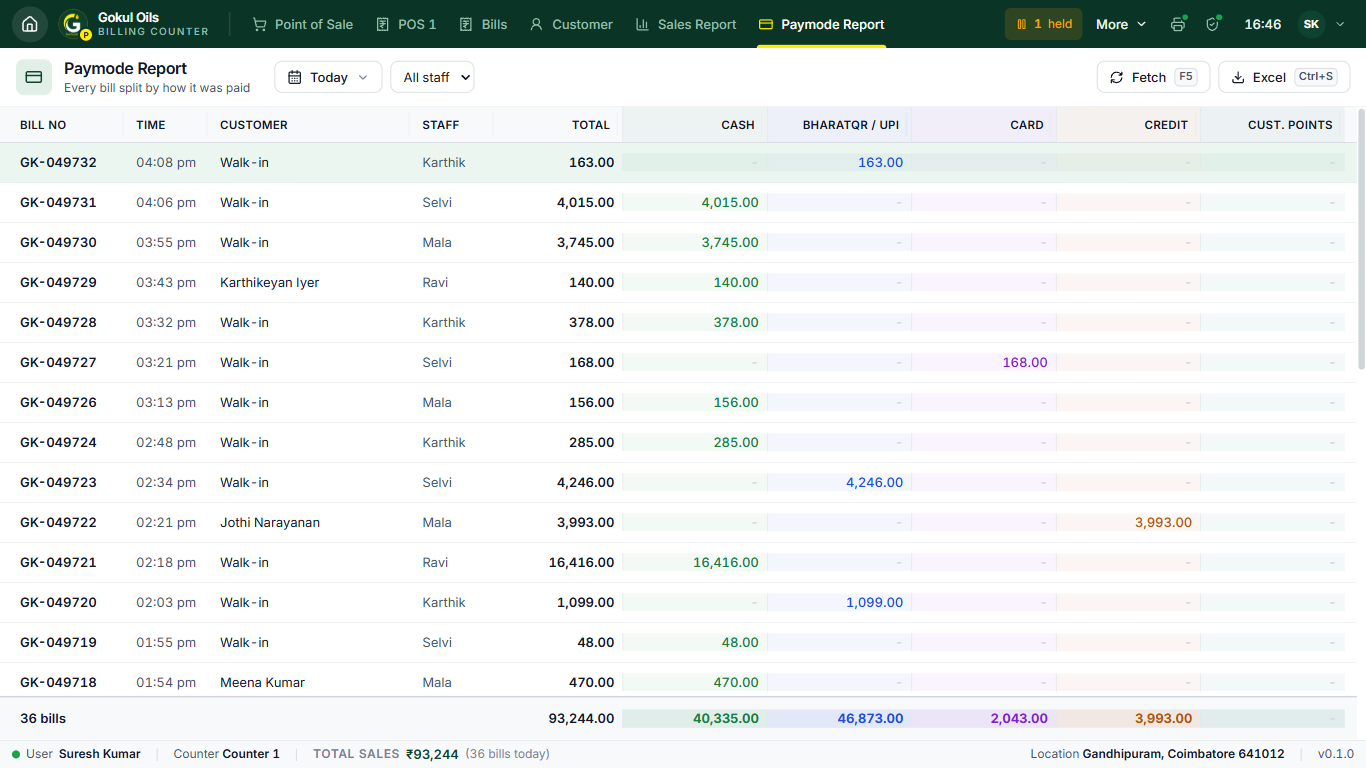 Gokul Oils
BILLING COUNTER
P
Point of Sale
POS 1
Bills
Customer
Sales Report
Paymode Report
1 held
More
16:46
SK
Paymode Report
Every bill split by how it was paid
Today
All staff
Fetch F5
Excel Ctrl+S
BILL NO TIME CUSTOMER STAFF TOTAL CASH BHARATQR / UPI CARD CREDIT CUST. POINTS
GK-049732 04:08 pm Walk-in Karthik 163.00 - 163.00 - - -
GK-049731 04:06 pm Walk-in Selvi 4,015.00 4,015.00 - - - -
GK-049730 03:55 pm Walk-in Mala 3,745.00 3,745.00 - - - -
GK-049729 03:43 pm Karthikeyan Iyer Ravi 140.00 140.00 - - - -
GK-049728 03:32 pm Walk-in Karthik 378.00 378.00 - - - -
GK-049727 03:21 pm Walk-in Selvi 168.00 - - 168.00 - -
GK-049726 03:13 pm Walk-in Mala 156.00 156.00 - - - -
GK-049724 02:48 pm Walk-in Karthik 285.00 285.00 - - - -
GK-049723 02:34 pm Walk-in Selvi 4,246.00 - 4,246.00 - - -
GK-049722 02:21 pm Jothi Narayanan Mala 3,993.00 - - - 3,993.00 -
GK-049721 02:18 pm Walk-in Ravi 16,416.00 16,416.00 - - - -
GK-049720 02:03 pm Walk-in Karthik 1,099.00 - 1,099.00 - - -
GK-049719 01:55 pm Walk-in Selvi 48.00 48.00 - - - -
GK-049718 01:54 pm Meena Kumar Mala 470.00 470.00 - - - -
36 bills 93,244.00 40,335.00 46,873.00 2,043.00 3,993.00 -
User Suresh Kumar Counter Counter 1 TOTAL SALES ₹93,244 (36 bills today) Location Gandhipuram, Coimbatore 641012 v0.1.0